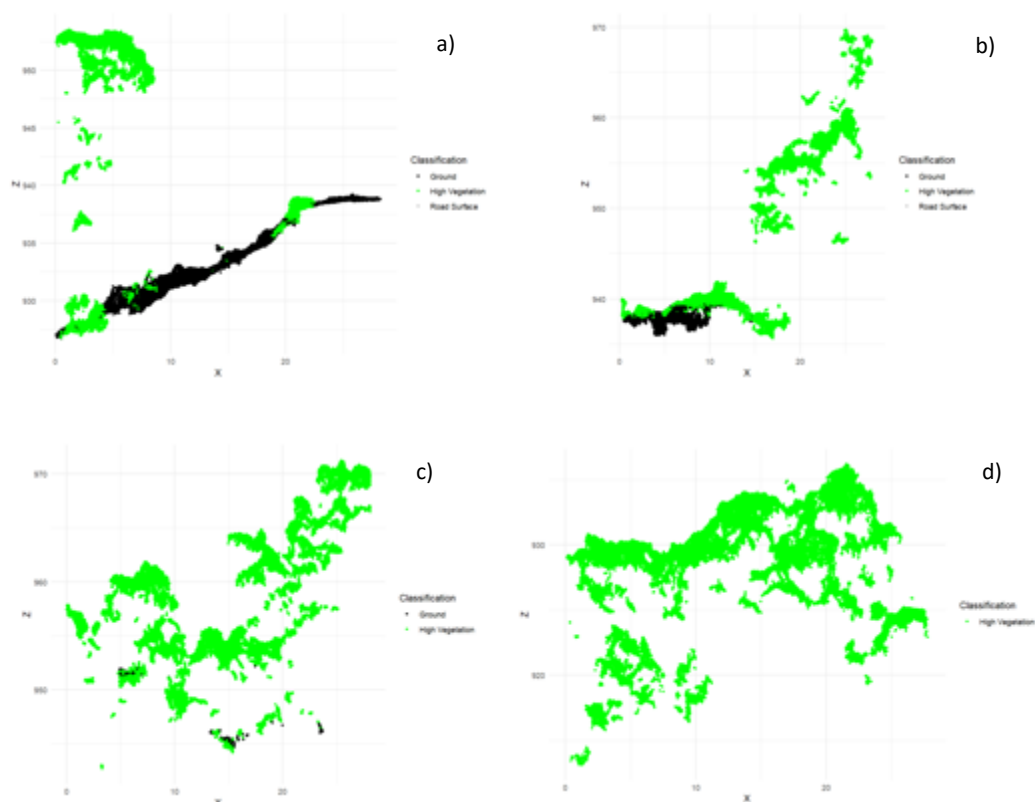 a)
950
940
930
Z
0
10
20
X
Classification
Ground
High Vegetation
Road Surface
b)
970
960
950
940
Z
0
10
20
X
Classification
Ground
High Vegetation
Road Surface
c)
970
960
950
Z
0
10
20
X
Classification
Ground
High Vegetation
d)
930
920
Z
0
10
20
X
Classification
High Vegetation